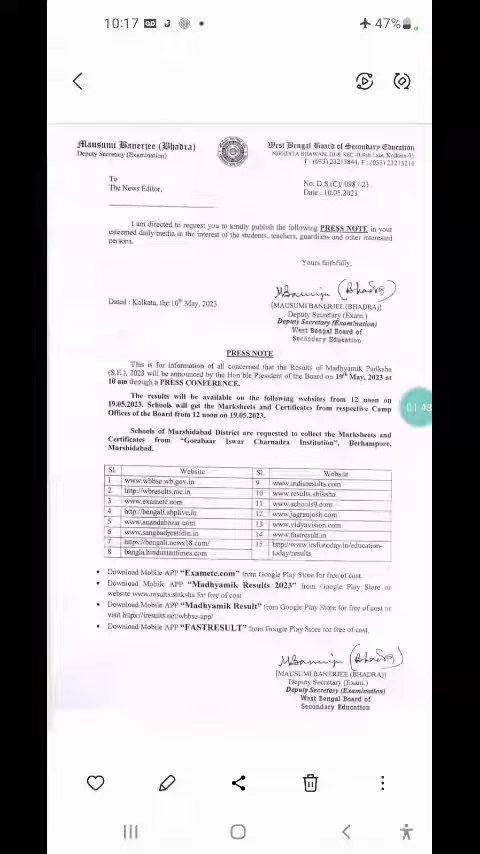 10:17
47%
Mausumi Banerjee (Bhadra)
Deputy Secretary (Examination)
West Bengal Board of Secondary Education
To
The News Editor,
No: D.S.(C)/098/23
Date : 10.05.2023
I am directed to request you to kindly publish the following PRESS NOTE in your
esteemed daily/media in the interest of the students, teachers, guardians and other interested
persons.
Yours faithfully,
Dated : Kolkata, the 10th May, 2023
[MAUSUMI BANERJEE (BHADRA)]
Deputy Secretary (Exam.)
Deputy Secretary (Examination)
West Bengal Board of
Secondary Education
PRESS NOTE
This is for information of all concerned that the Results of Madhyamik Pariksha
(S.E.), 2023 will be announced by the Hon'ble President of the Board on 19th May, 2023 at
10 am through a PRESS CONFERENCE.
01:43
The results will be available on the following websites from 12 noon on
19.05.2023. Schools will get the Marksheets and Certificates from respective Camp
Offices of the Board from 12 noon on 19.05.2023.
Schools of Murshidabad District are requested to collect the Marksheets and
Certificates from "Gorabazar Iswar Charnadra Institution", Berhampore,
Murshidabad.
Sl Website Sl. Website
1 www.wbbse.wb.gov.in 9 www.indiaresults.com
2 http://wbresults.nic.in 10 www.results.shiksha
3 www.exametc.com 11 www.schools9.com
4 http://bengali.abplive.in 12 www.jagranjosh.com
5 www.anandabazar.com 13 www.vidyavision.com
6 www.sangbadpratidin.in 14 www.fastresult.in
7 https://bengali.news18.com/ 15 http://www.indiatoday.in/education-
8 bangla.hindustantimes.com today/results
• Download Mobile APP "Exametc.com" from Google Play Store for free of cost.
• Download Mobile APP "Madhyamik Results 2023" from Google Play Store or
website www.results.shiksha for free of cost
• Download Mobile APP "Madhyamik Result" from Google Play Store for free of cost or
visit https://iresults.net/wbbse-app/
• Download Mobile APP "FASTRESULT" from Google Play Store for free of cost.
[MAUSUMI BANERJEE (BHADRA)]
Deputy Secretary (Exam.)
Deputy Secretary (Examination)
West Bengal Board of
Secondary Education